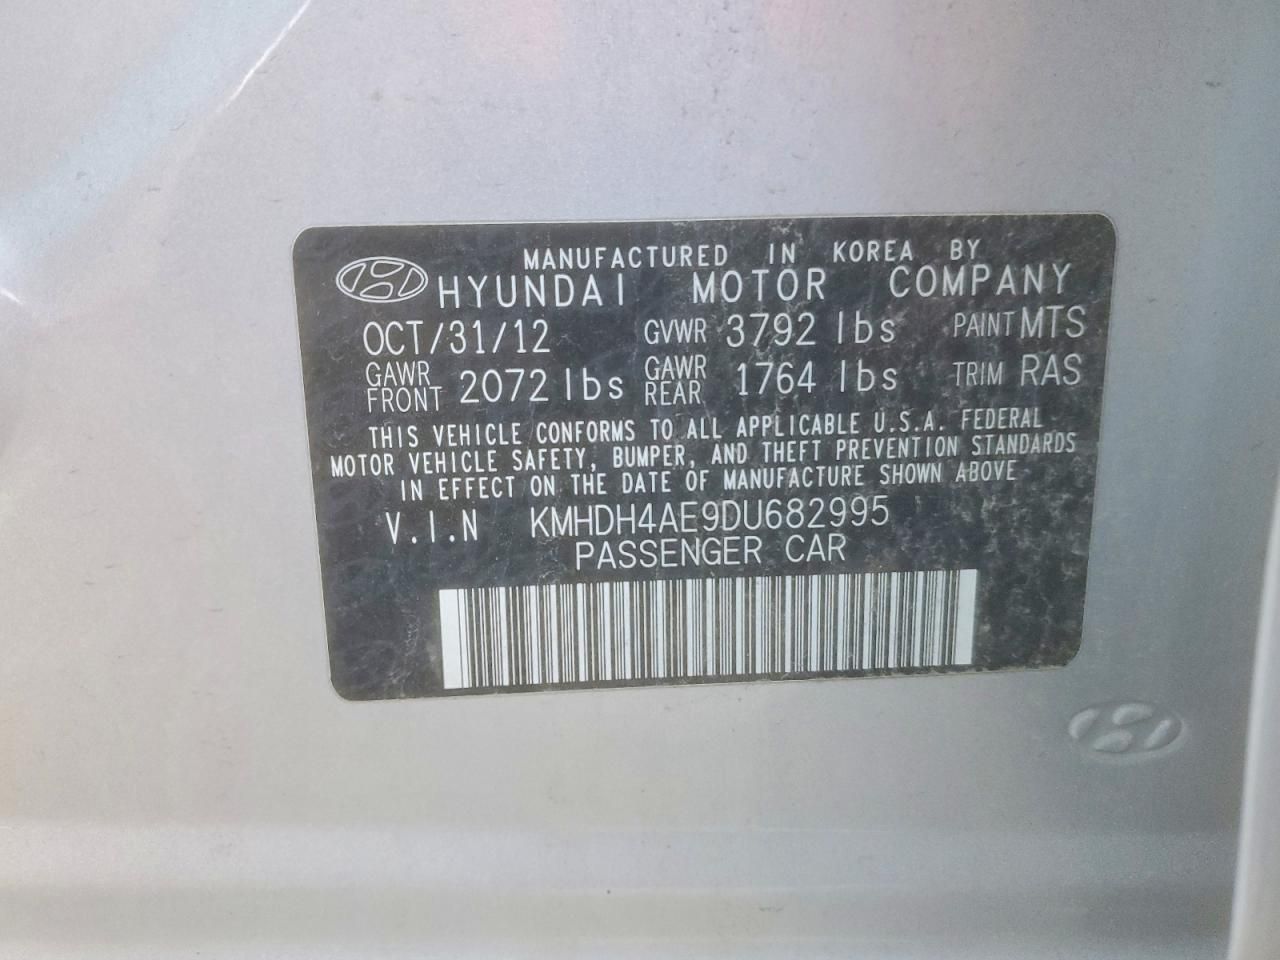 MANUFACTURED IN KOREA BY
HYUNDAI MOTOR COMPANY
OCT/31/12 GVWR 3792 lbs PAINT MTS
GAWR FRONT 2072 lbs GAWR REAR 1764 lbs TRIM RAS
THIS VEHICLE CONFORMS TO ALL APPLICABLE U.S.A. FEDERAL
MOTOR VEHICLE SAFETY, BUMPER, AND THEFT PREVENTION STANDARDS
IN EFFECT ON THE DATE OF MANUFACTURE SHOWN ABOVE
V.I.N KMHDH4AE9DU682995
PASSENGER CAR